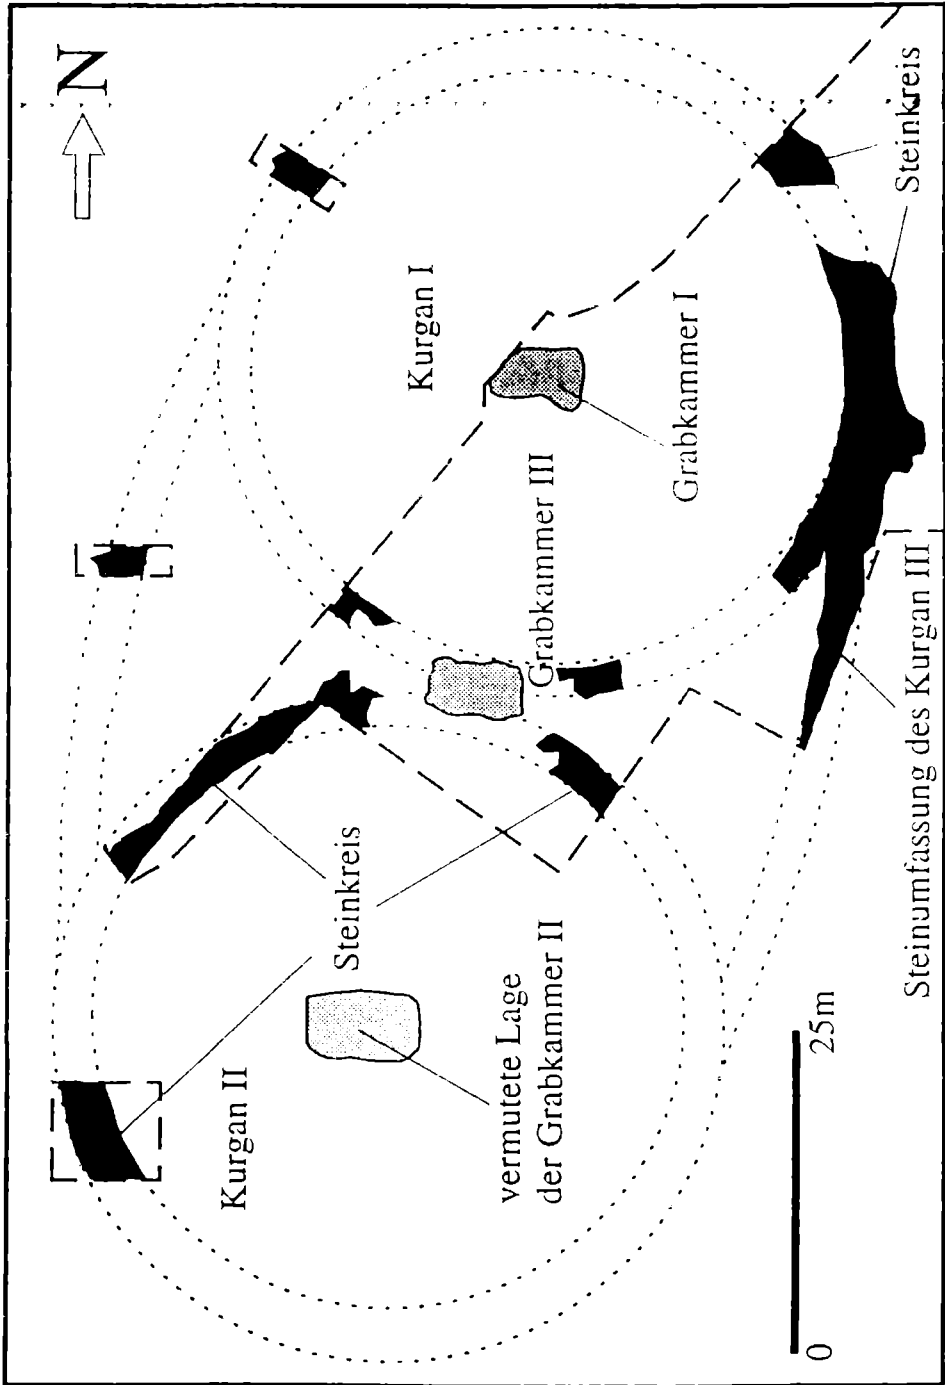 N
Kurgan I
Grabkammer I
Grabkammer III
Steinkreis
Steinumfassung des Kurgan III
Steinkreis
Kurgan II
vermutete Lage
der Grabkammer II
0
25m